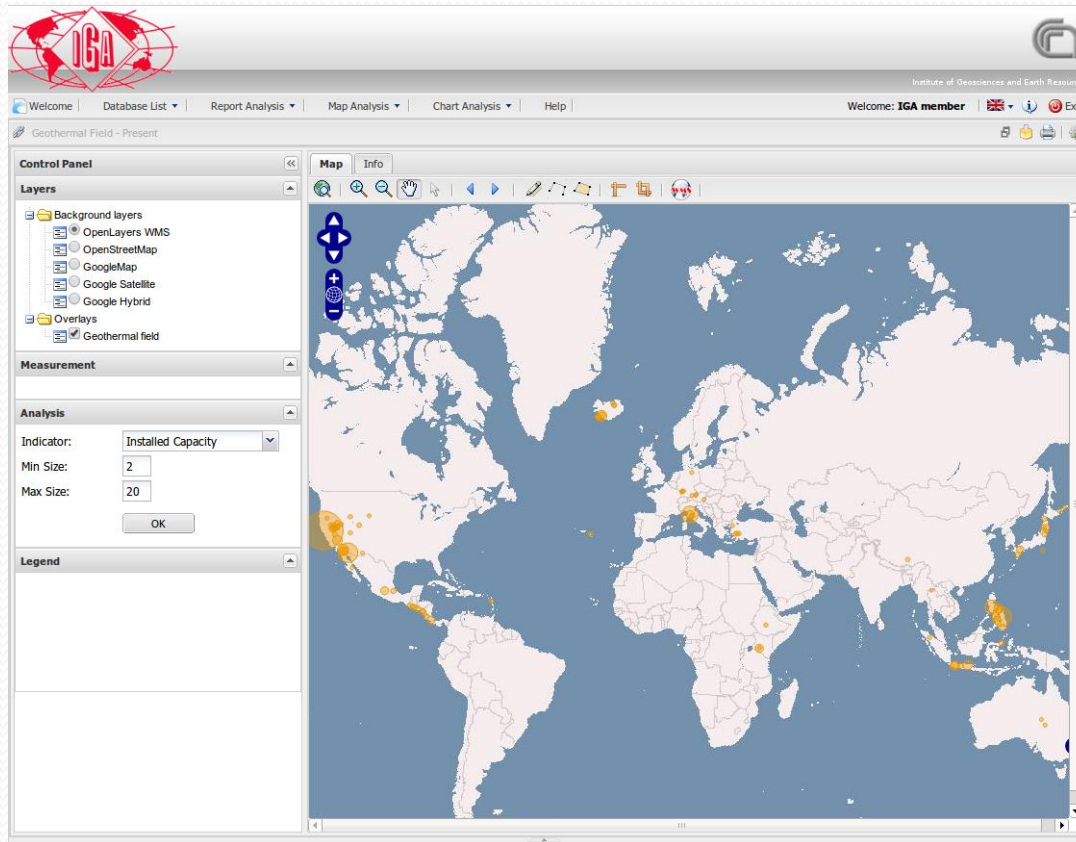 IGA
Institute of Geosciences and Earth Resour
Welcome Database List Report Analysis Map Analysis Chart Analysis Help Welcome: IGA member Ex
Geothermal Field - Present
Control Panel
Map Info
Layers
Background layers
OpenLayers WMS
OpenStreetMap
GoogleMap
Google Satellite
Google Hybrid
Overlays
Geothermal field
Measurement
Analysis
Indicator: Installed Capacity
Min Size: 2
Max Size: 20
OK
Legend